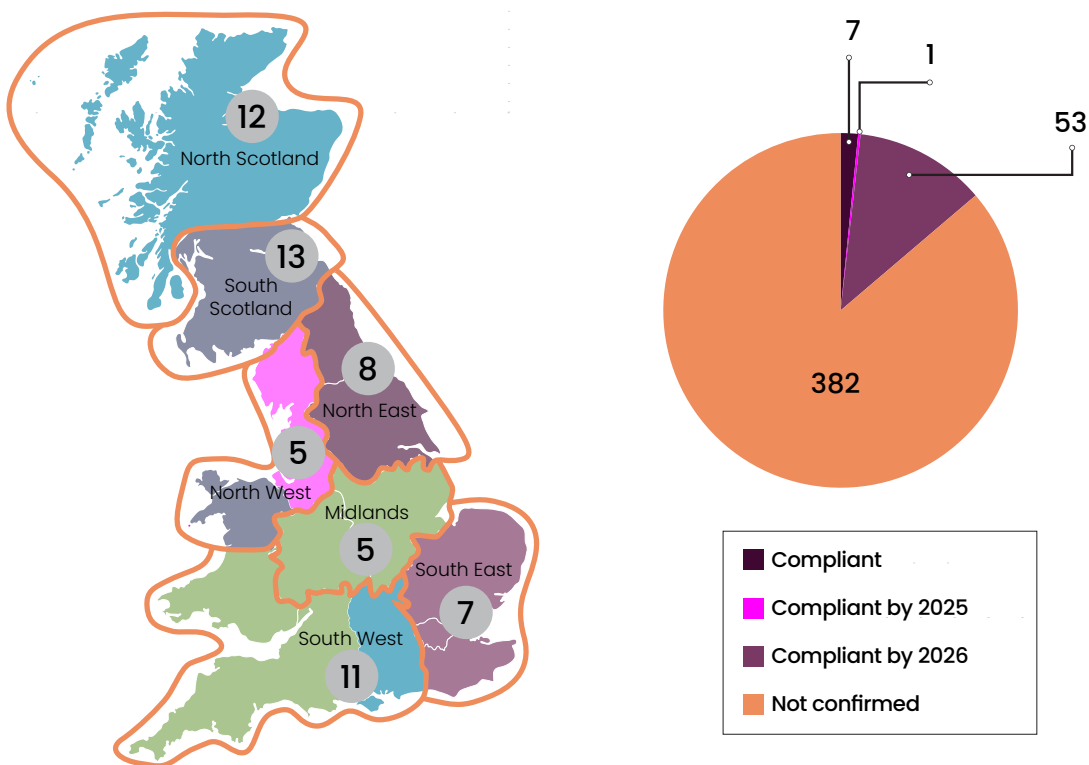 12
North Scotland
13
South
Scotland
8
North East
5
North West
Midlands
5
South East
7
South West
11
7
1
53
382
Compliant
Compliant by 2025
Compliant by 2026
Not confirmed